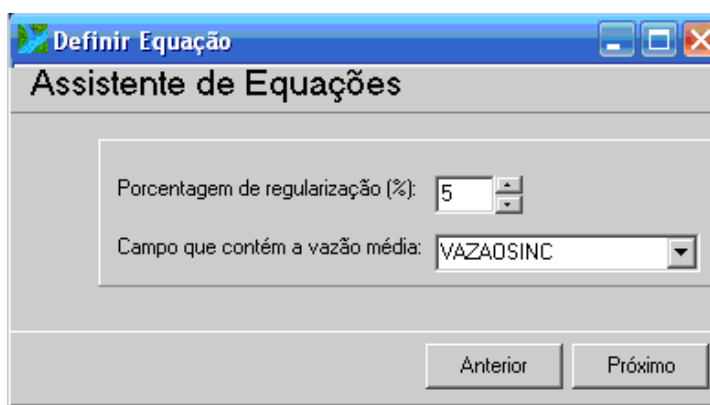 Definir Equação
Assistente de Equações
Porcentagem de regularização (%): 5
Campo que contém a vazão média: VAZAOSINC
Anterior Próximo